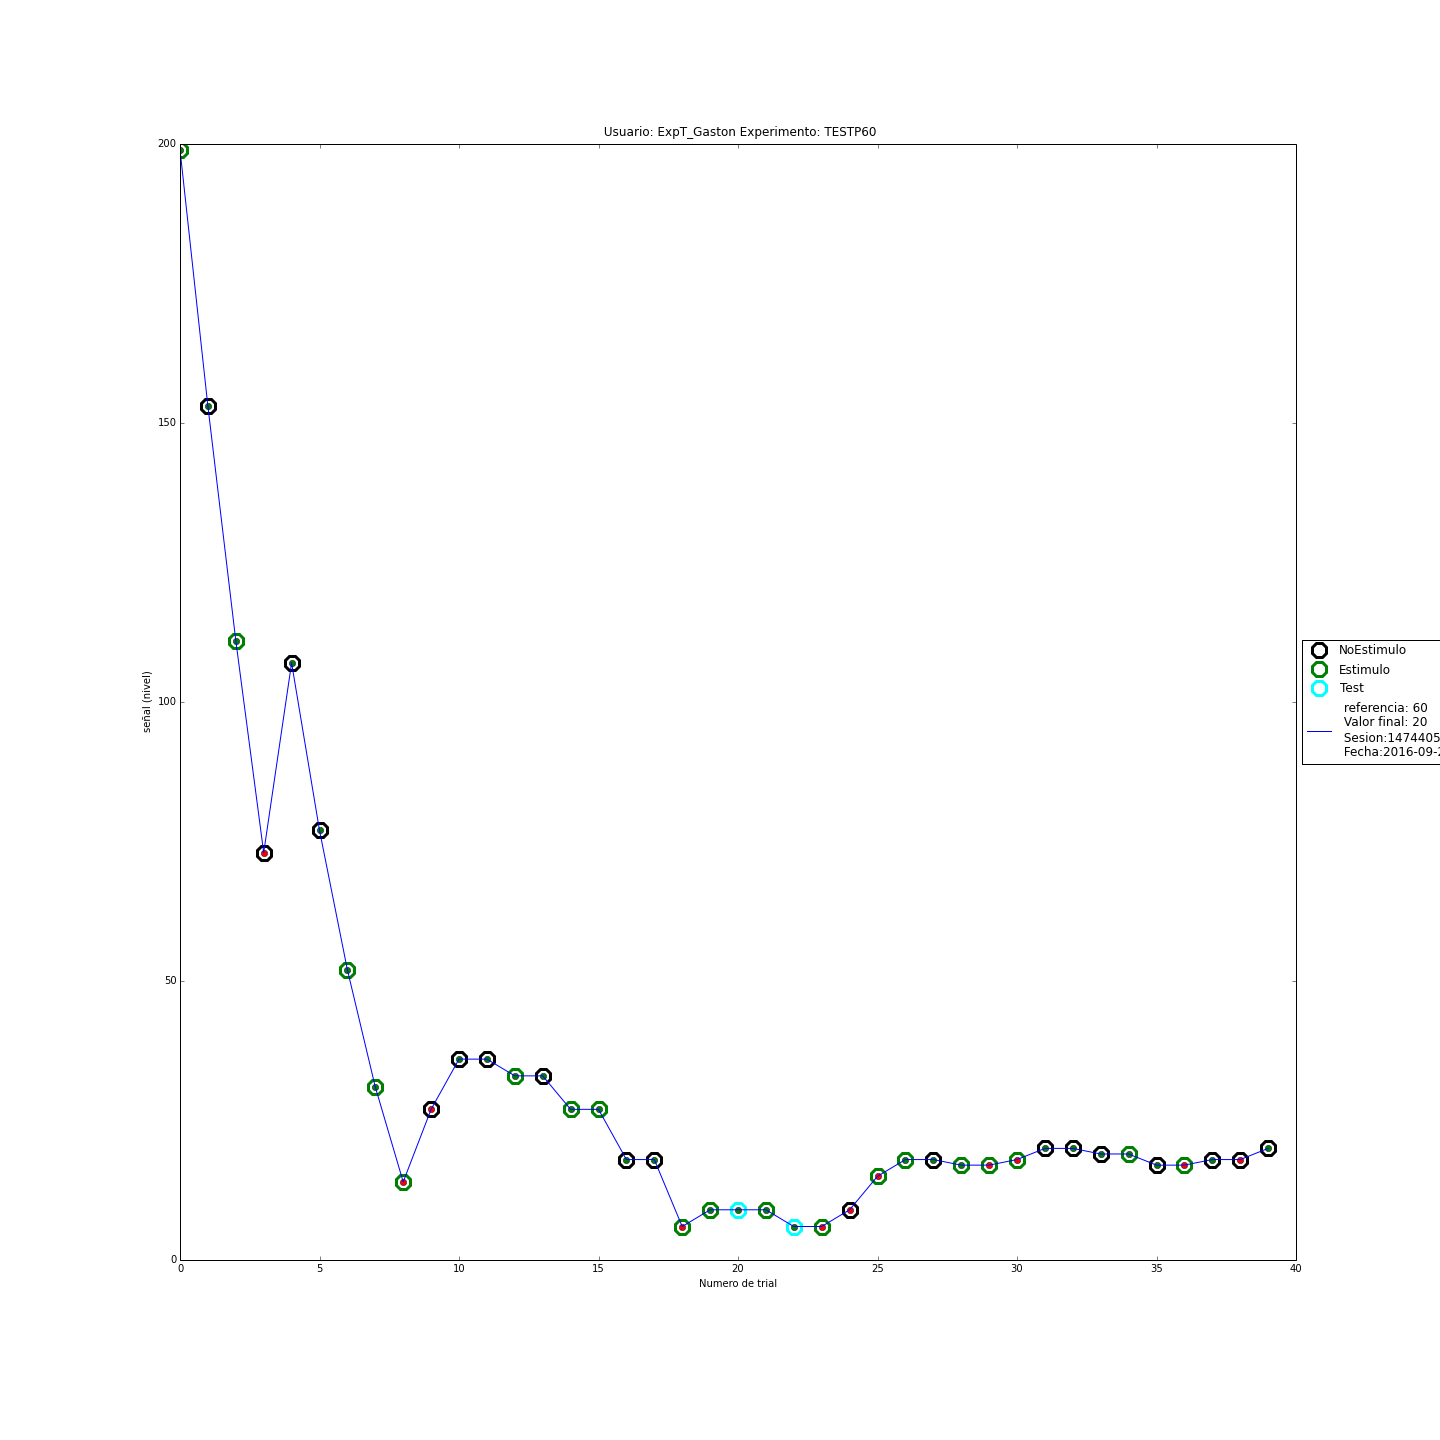 Usuario: ExpT_Gaston Experimento: TESTP60
200
150
100
50
0
señal (nivel)
0 5 10 15 20 25 30 35 40
Numero de trial
NoEstimulo
Estimulo
Test
referencia: 60
Valor final: 20
Sesion:1474405
Fecha:2016-09-